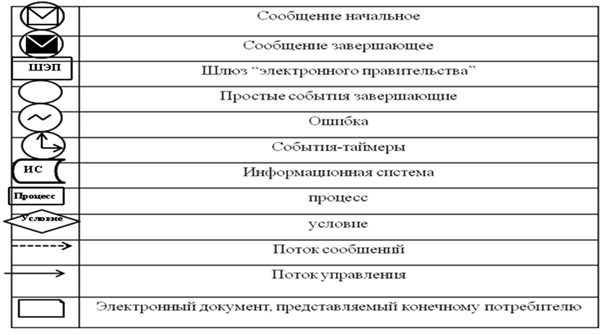 Сообщение начальное
Сообщение завершающее
ШЭП Шлюз “электронного правительства”
Простые события завершающие
Ошибка
События-таймеры
ИС Информационная система
Процесс процесс
Условие условие
Поток сообщений
Поток управления
Электронный документ, представляемый конечному потребителю